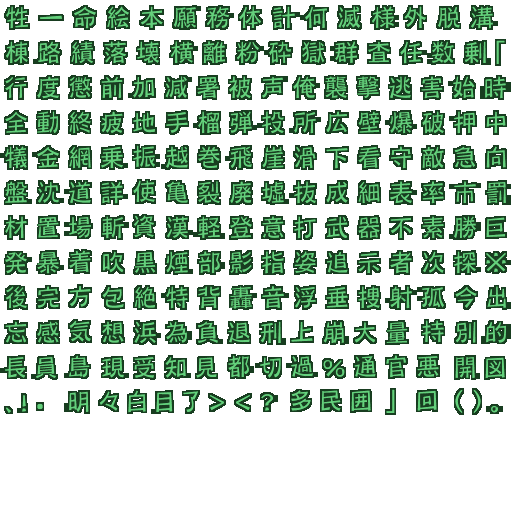 牲一命絵本願務体計何滅様外脱溝
棟略績落壊横離粉砕獄群査任数剰「
行度懲前加減署被声俺襲撃逃害始時
全勤終疲地手榴弾投所広壁爆破押中
犠金網乗振越巻飛崖滑下看守敵急向
盤沈道詳使亀裂廃墟抜成細表率市罰
材置場斬資漢軽登意打武器不素勝巨
発暴着吹黒煙部影指姿追示者次探※
後売方包絶特背轟音浮垂捜射孤今出
忘感気想浜為負退刑上崩大量持別的
長員島現受知見都切過%通官悪開図
、!. 明々白目了><?多民囲」回()。